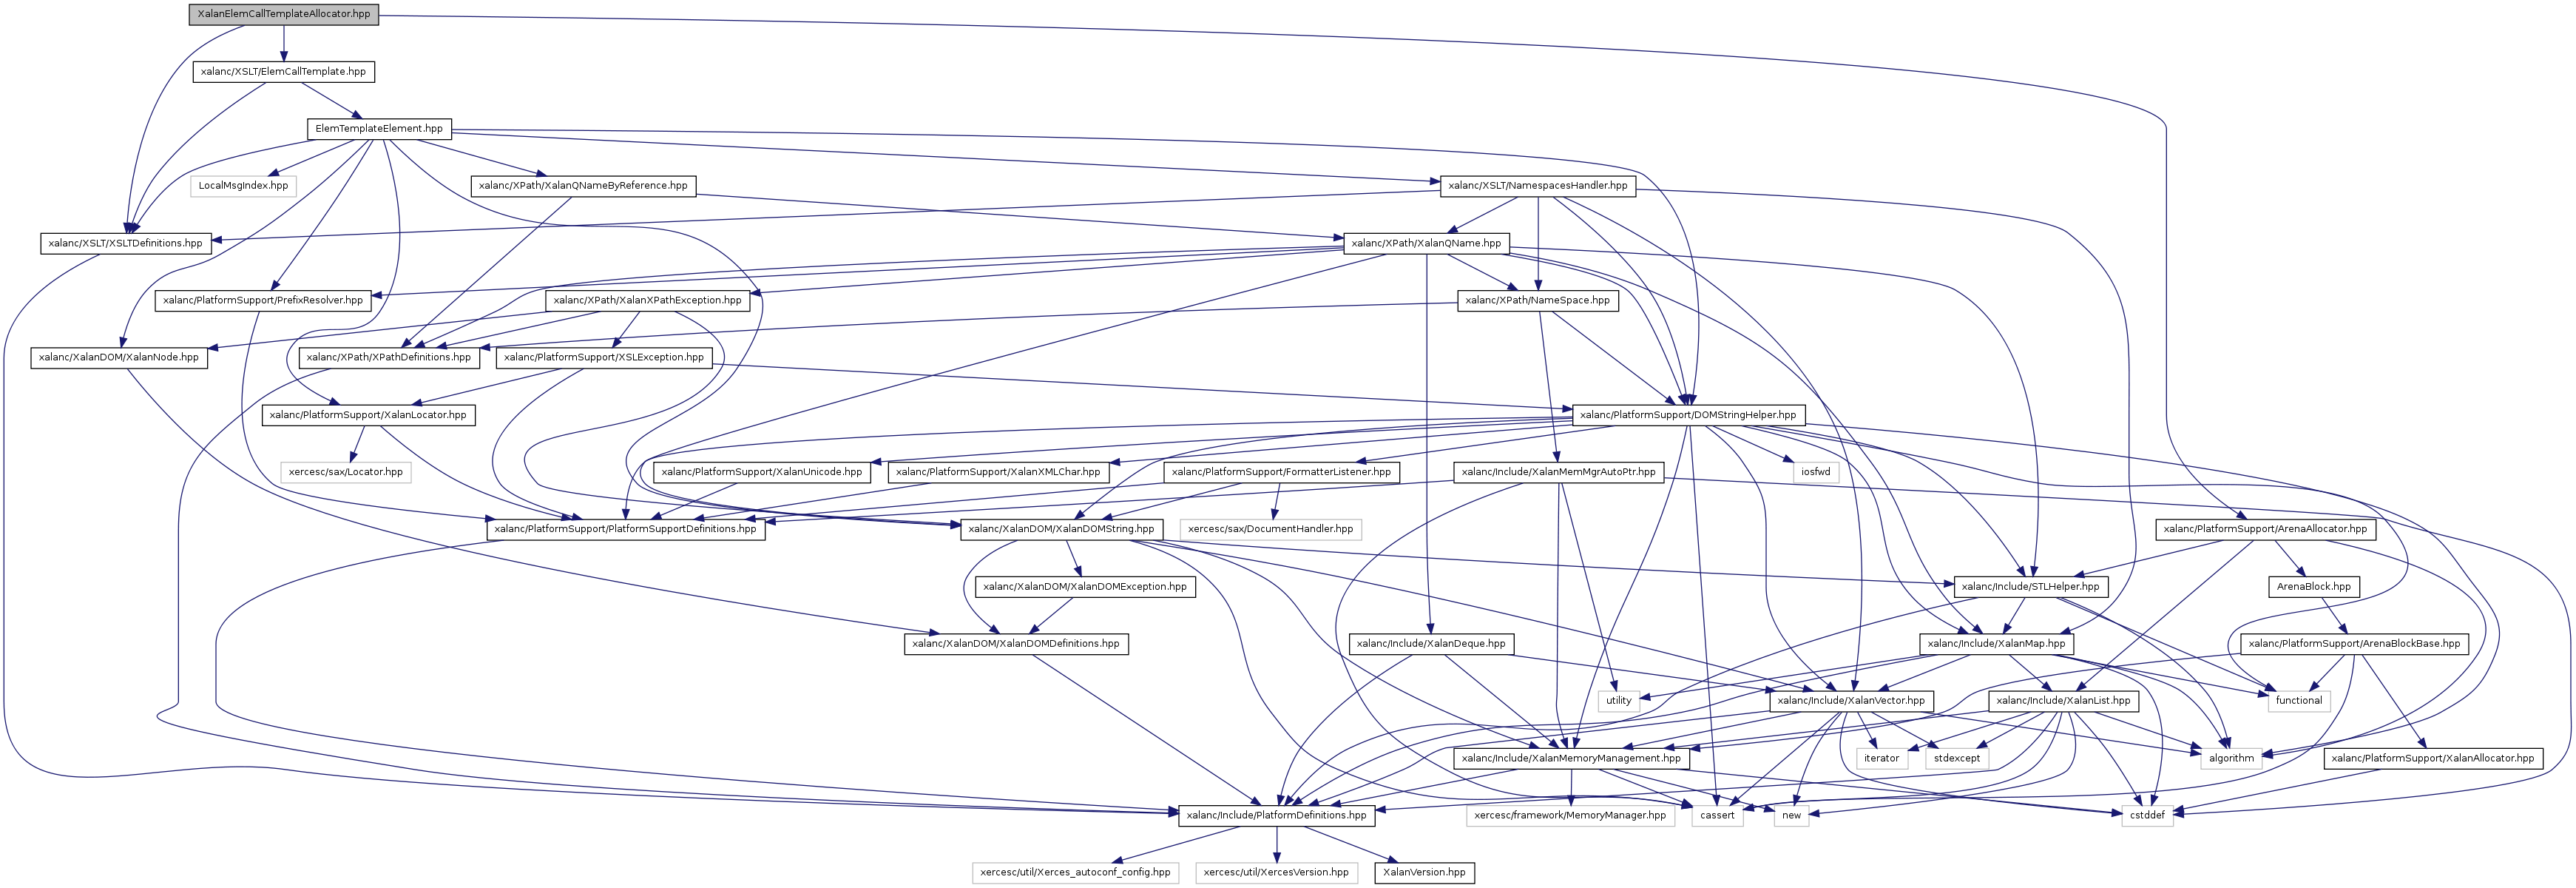 XalanElemCallTemplateAllocator.hpp
xalanc/XSLT/ElemCallTemplate.hpp
ElemTemplateElement.hpp
LocalMsgIndex.hpp
xalanc/XPath/XalanQNameByReference.hpp
xalanc/XSLT/NamespacesHandler.hpp
xalanc/XSLT/XSLTDefinitions.hpp
xalanc/XPath/XalanQName.hpp
xalanc/PlatformSupport/PrefixResolver.hpp
xalanc/XPath/XalanXPathException.hpp
xalanc/XPath/NameSpace.hpp
xalanc/XalanDOM/XalanNode.hpp
xalanc/XPath/XPathDefinitions.hpp
xalanc/PlatformSupport/XSLException.hpp
xalanc/PlatformSupport/XalanLocator.hpp
xalanc/PlatformSupport/DOMStringHelper.hpp
xercesc/sax/Locator.hpp
xalanc/PlatformSupport/XalanUnicode.hpp
xalanc/PlatformSupport/XalanXMLChar.hpp
xalanc/PlatformSupport/FormatterListener.hpp
xalanc/Include/XalanMemMgrAutoPtr.hpp
iosfwd
xalanc/PlatformSupport/PlatformSupportDefinitions.hpp
xalanc/XalanDOM/XalanDOMString.hpp
xercesc/sax/DocumentHandler.hpp
xalanc/PlatformSupport/ArenaAllocator.hpp
xalanc/XalanDOM/XalanDOMException.hpp
xalanc/Include/STLHelper.hpp
ArenaBlock.hpp
xalanc/XalanDOM/XalanDOMDefinitions.hpp
xalanc/Include/XalanDeque.hpp
xalanc/Include/XalanMap.hpp
xalanc/PlatformSupport/ArenaBlockBase.hpp
utility
xalanc/Include/XalanVector.hpp
xalanc/Include/XalanList.hpp
functional
xalanc/Include/XalanMemoryManagement.hpp
iterator
stdexcept
algorithm
xalanc/PlatformSupport/XalanAllocator.hpp
xalanc/Include/PlatformDefinitions.hpp
xercesc/framework/MemoryManager.hpp
cassert
new
cstddef
xercesc/util/Xerces_autoconf_config.hpp
xercesc/util/XercesVersion.hpp
XalanVersion.hpp